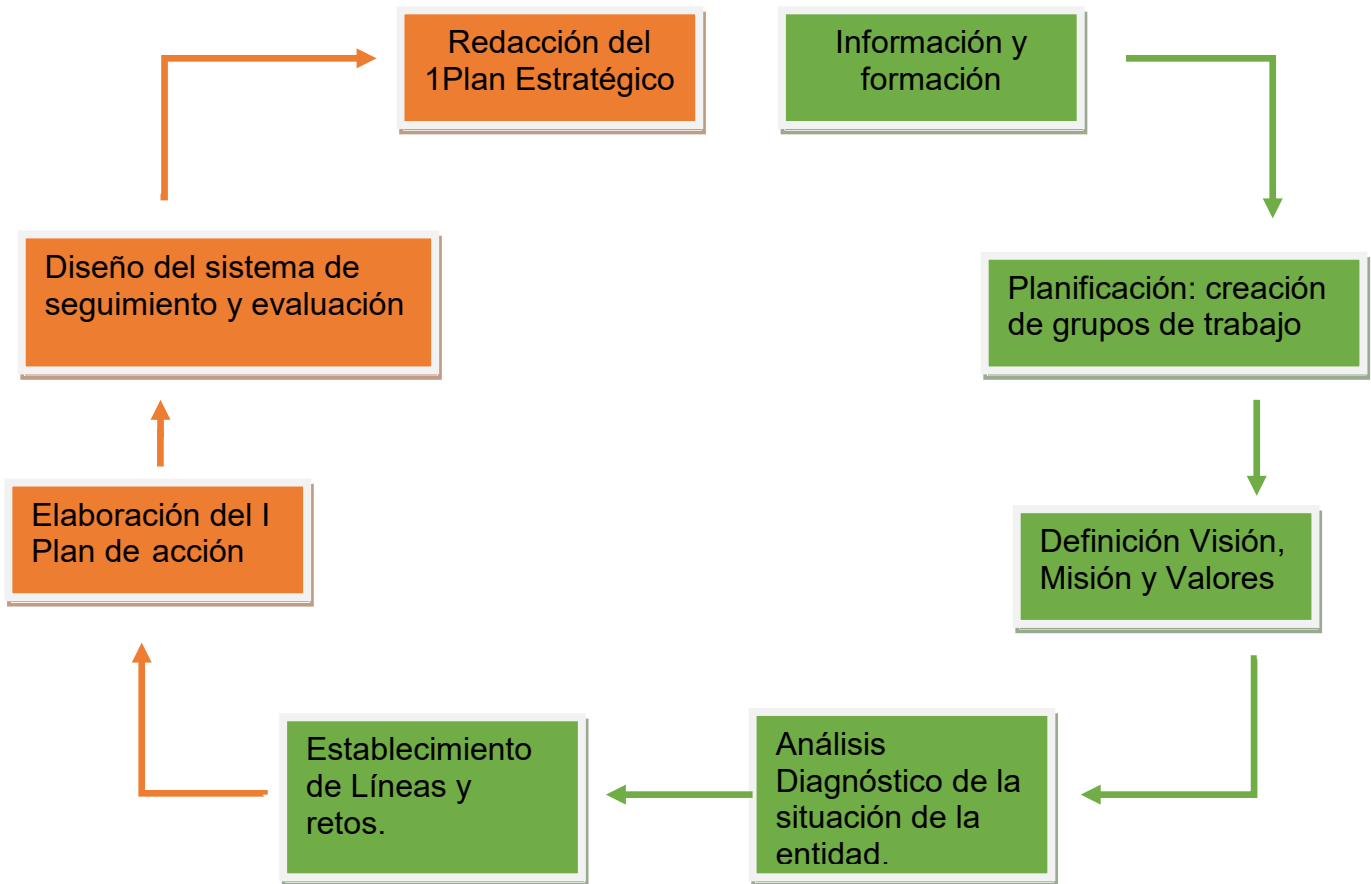 Redacción del
1Plan Estratégico
Información y
formación
Diseño del sistema de
seguimiento y evaluación
Planificación: creación
de grupos de trabajo
Elaboración del I
Plan de acción
Definición Visión,
Misión y Valores
Establecimiento
de Líneas y
retos.
Análisis
Diagnóstico de la
situación de la
entidad.